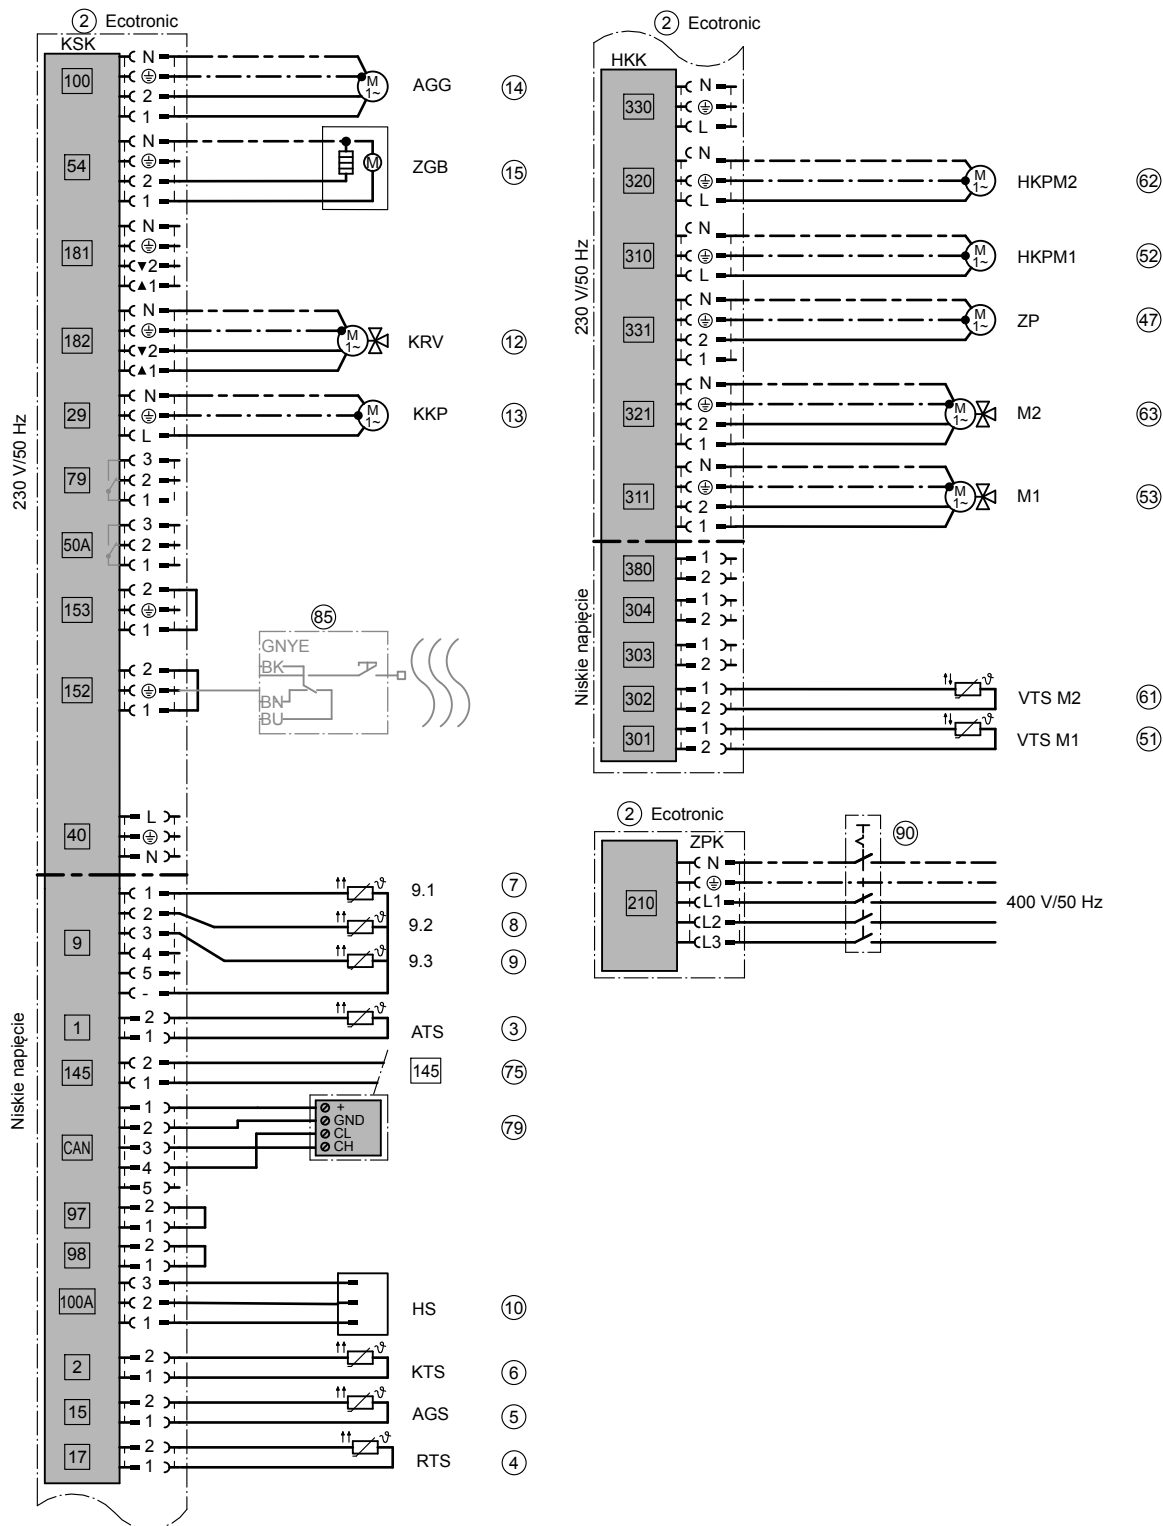 2 Ecotronic
KSK
230 V/50 Hz
100
N
2
1
M
1~
AGG
14
54
N
2
1
M
ZGB
15
181
N
▼2
▲1
182
N
▼2
▲1
M
1~
KRV
12
29
N
L
M
1~
KKP
13
79
3
2
1
50A
3
2
1
153
2
1
152
2
1
85
GNYE
BK
BN
BU
40
L
N
Niskie napięcie
9
1
2
3
4
5
-
ϑ
9.1
7
ϑ
9.2
8
ϑ
9.3
9
1
2
1
ϑ
ATS
3
145
2
1
145
75
CAN
1
2
3
4
5
+
GND
CL
CH
79
97
2
1
98
2
1
100A
3
2
1
HS
10
2
2
1
ϑ
KTS
6
15
2
1
ϑ
AGS
5
17
2
1
ϑ
RTS
4
2 Ecotronic
HKK
230 V/50 Hz
330
N
L
320
N
L
M
1~
HKPM2
62
310
N
L
M
1~
HKPM1
52
331
N
2
1
M
1~
ZP
47
321
N
2
1
M
1~
M2
63
311
N
2
1
M
1~
M1
53
Niskie napięcie
380
1
2
304
1
2
303
1
2
302
1
2
ϑ
VTS M2
61
301
1
2
ϑ
VTS M1
51
2 Ecotronic
ZPK
210
N
L1
L2
L3
90
400 V/50 Hz